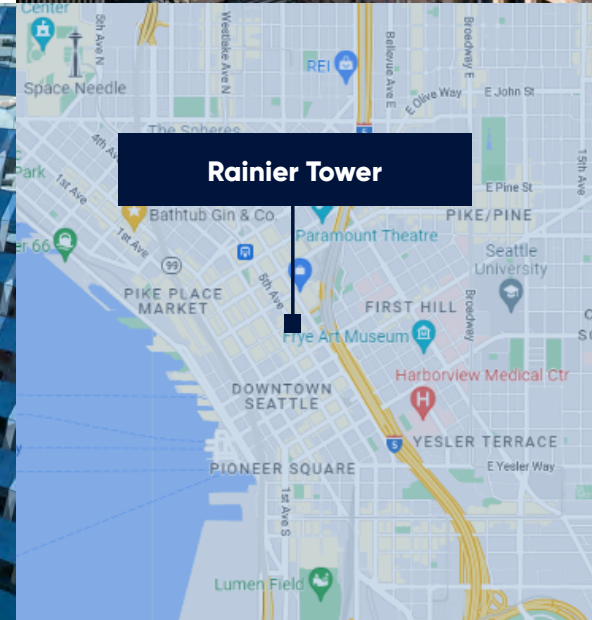 Center
5th Ave N
Westlake Ave N
Bellevue Ave E
Broadway E
REI
Space Needle
E Olive Way
E John St
The Spheres
4th Av
Rainier Tower
15th Ave
Park
1st Ave
E Pine St
Bathtub Gin & Co.
PIKE/PINE
1st Ave
Paramount Theatre
er 66
99
Seattle
University
5th Ave
PIKE PLACE
MARKET
FIRST HILL
Broadway
Frye Art Museum
Harborview Medical Ctr
H
DOWNTOWN
SEATTLE
5
YESLER TERRACE
PIONEER SQUARE
E Yesler Way
1st Ave S
Lumen Field